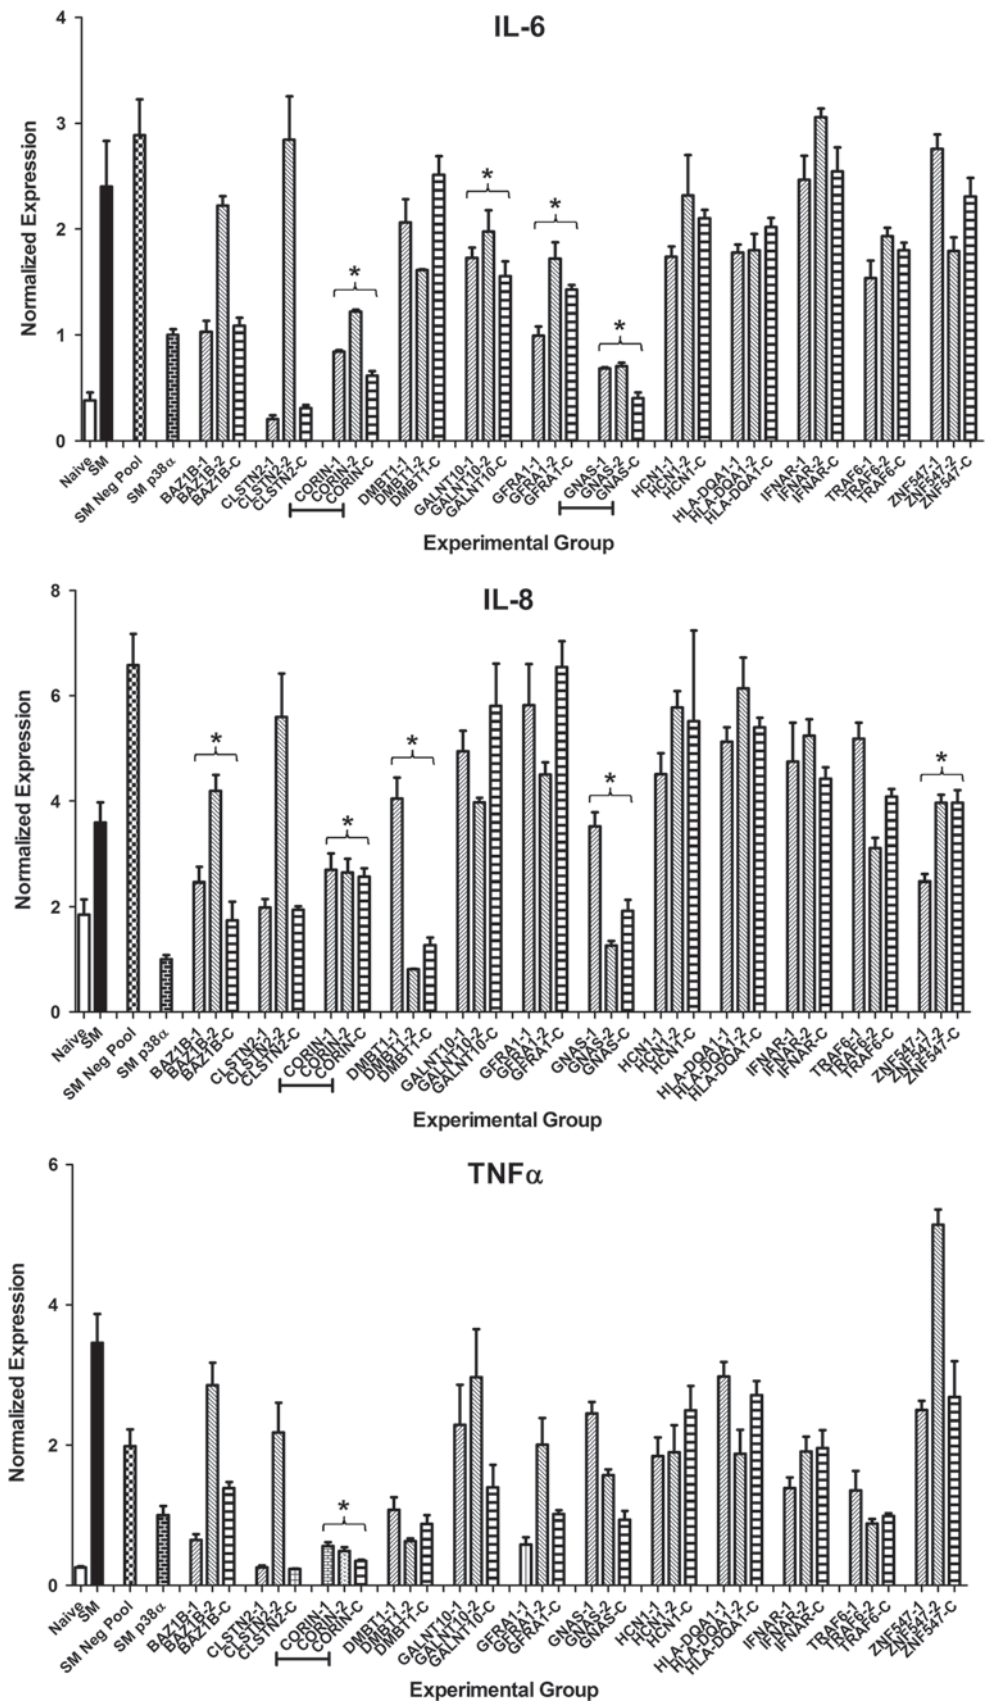 IL-6
Normalized Expression
4
3
2
1
0
*
*
*
*
Naive
SM
SM Neg Pool
SM p38α
BAZ1B-1
BAZ1B-2
BAZ1B-C
CLSTN2-1
CLSTN2-2
CLSTN2-C
CORIN-1
CORIN-2
CORIN-C
DMBT1-1
DMBT1-2
DMBT1-C
GALNT10-1
GALNT10-2
GALNT10-C
GFRA1-1
GFRA1-2
GFRA1-C
GNAS-1
GNAS-2
GNAS-C
HCN1-1
HCN1-2
HCN1-C
HLA-DQA1-1
HLA-DQA1-2
HLA-DQA1-C
IFNAR-1
IFNAR-2
IFNAR-C
TRAF6-1
TRAF6-2
TRAF6-C
ZNF547-1
ZNF547-2
ZNF547-C
Experimental Group
IL-8
Normalized Expression
8
6
4
2
0
*
*
*
*
*
Naive
SM
SM Neg Pool
SM p38α
BAZ1B-1
BAZ1B-2
BAZ1B-C
CLSTN2-1
CLSTN2-2
CLSTN2-C
CORIN-1
CORIN-2
CORIN-C
DMBT1-1
DMBT1-2
DMBT1-C
GALNT10-1
GALNT10-2
GALNT10-C
GFRA1-1
GFRA1-2
GFRA1-C
GNAS-1
GNAS-2
GNAS-C
HCN1-1
HCN1-2
HCN1-C
HLA-DQA1-1
HLA-DQA1-2
HLA-DQA1-C
IFNAR-1
IFNAR-2
IFNAR-C
TRAF6-1
TRAF6-2
TRAF6-C
ZNF547-1
ZNF547-2
ZNF547-C
Experimental Group
TNFα
Normalized Expression
6
4
2
0
*
Naive
SM
SM Neg Pool
SM p38α
BAZ1B-1
BAZ1B-2
BAZ1B-C
CLSTN2-1
CLSTN2-2
CLSTN2-C
CORIN-1
CORIN-2
CORIN-C
DMBT1-1
DMBT1-2
DMBT1-C
GALNT10-1
GALNT10-2
GALNT10-C
GFRA1-1
GFRA1-2
GFRA1-C
GNAS-1
GNAS-2
GNAS-C
HCN1-1
HCN1-2
HCN1-C
HLA-DQA1-1
HLA-DQA1-2
HLA-DQA1-C
IFNAR-1
IFNAR-2
IFNAR-C
TRAF6-1
TRAF6-2
TRAF6-C
ZNF547-1
ZNF547-2
ZNF547-C
Experimental Group